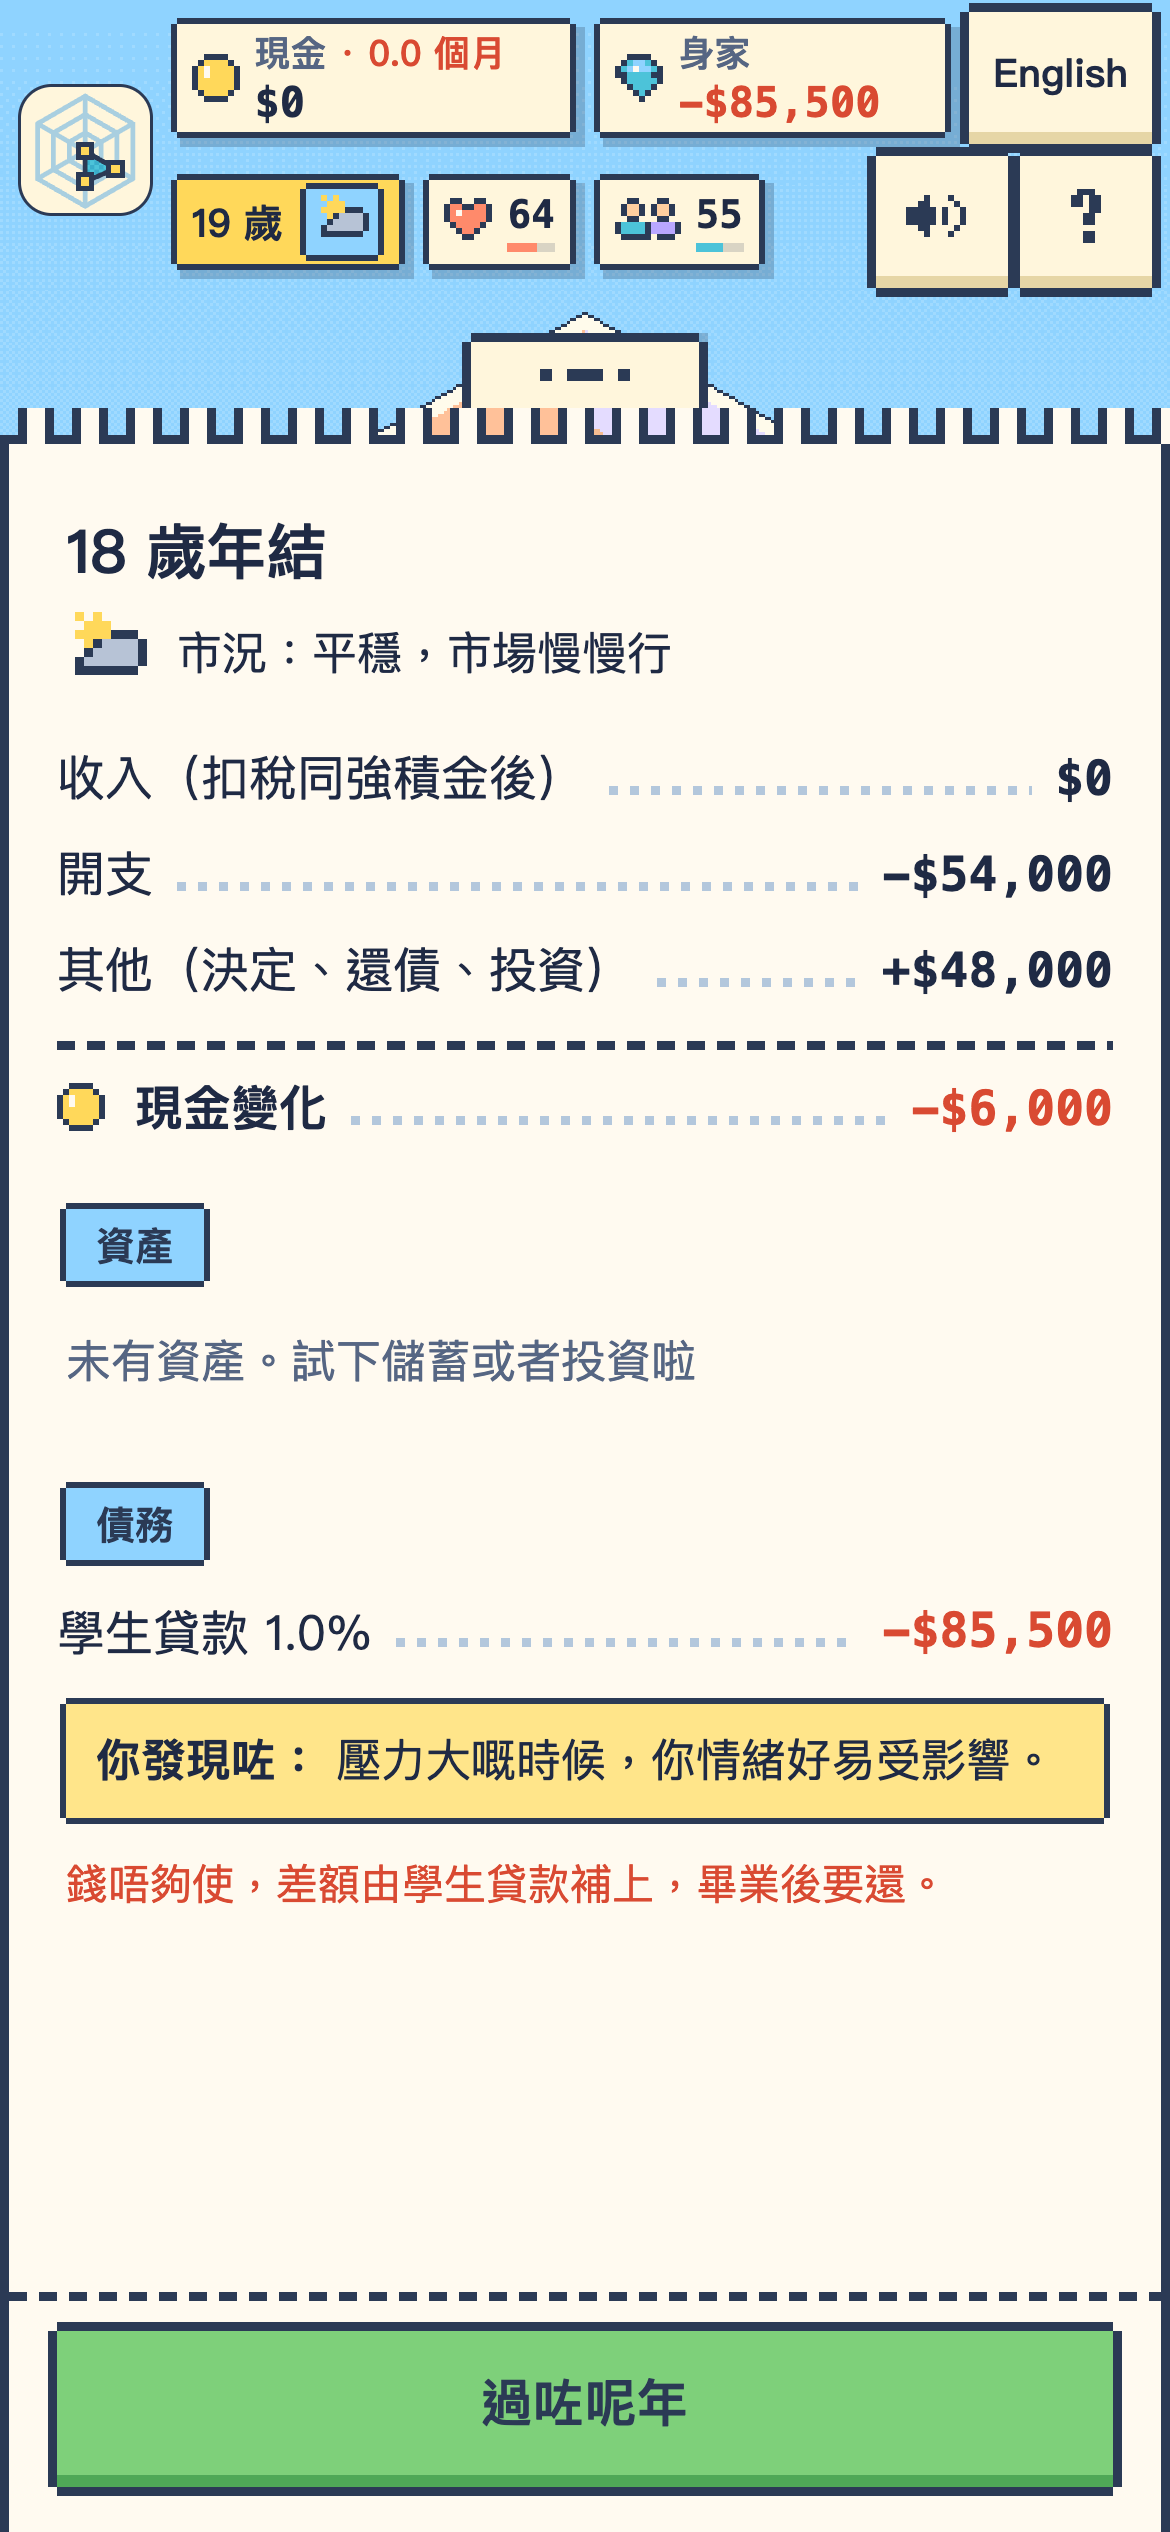 現金 · 0.0 個月
$0
身家
−$85,500
English
19 歲
64
55
?
18 歲年結
市況：平穩，市場慢慢行
收入（扣稅同強積金後） $0
開支 −$54,000
其他（決定、還債、投資） +$48,000
現金變化 −$6,000
資產
未有資產。試下儲蓄或者投資啦
債務
學生貸款 1.0% −$85,500
你發現咗： 壓力大嘅時候，你情緒好易受影響。
錢唔夠使，差額由學生貸款補上，畢業後要還。
過咗呢年